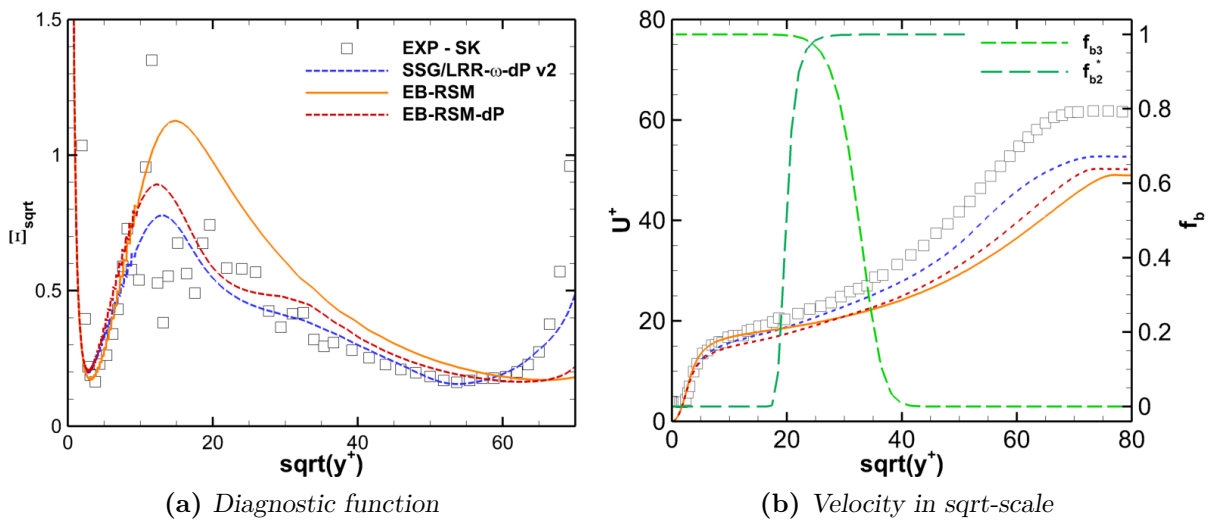 1.5
1
0.5
0
0
20
40
60
Ξsqrt
sqrt(y+)
EXP - SK
SSG/LRR-ω-dP v2
EB-RSM
EB-RSM-dP
(a) Diagnostic function
80
60
40
20
0
0
20
40
60
80
U+
sqrt(y+)
fb3
fb2*
1
0.8
0.6
0.4
0.2
0
fb
(b) Velocity in sqrt-scale